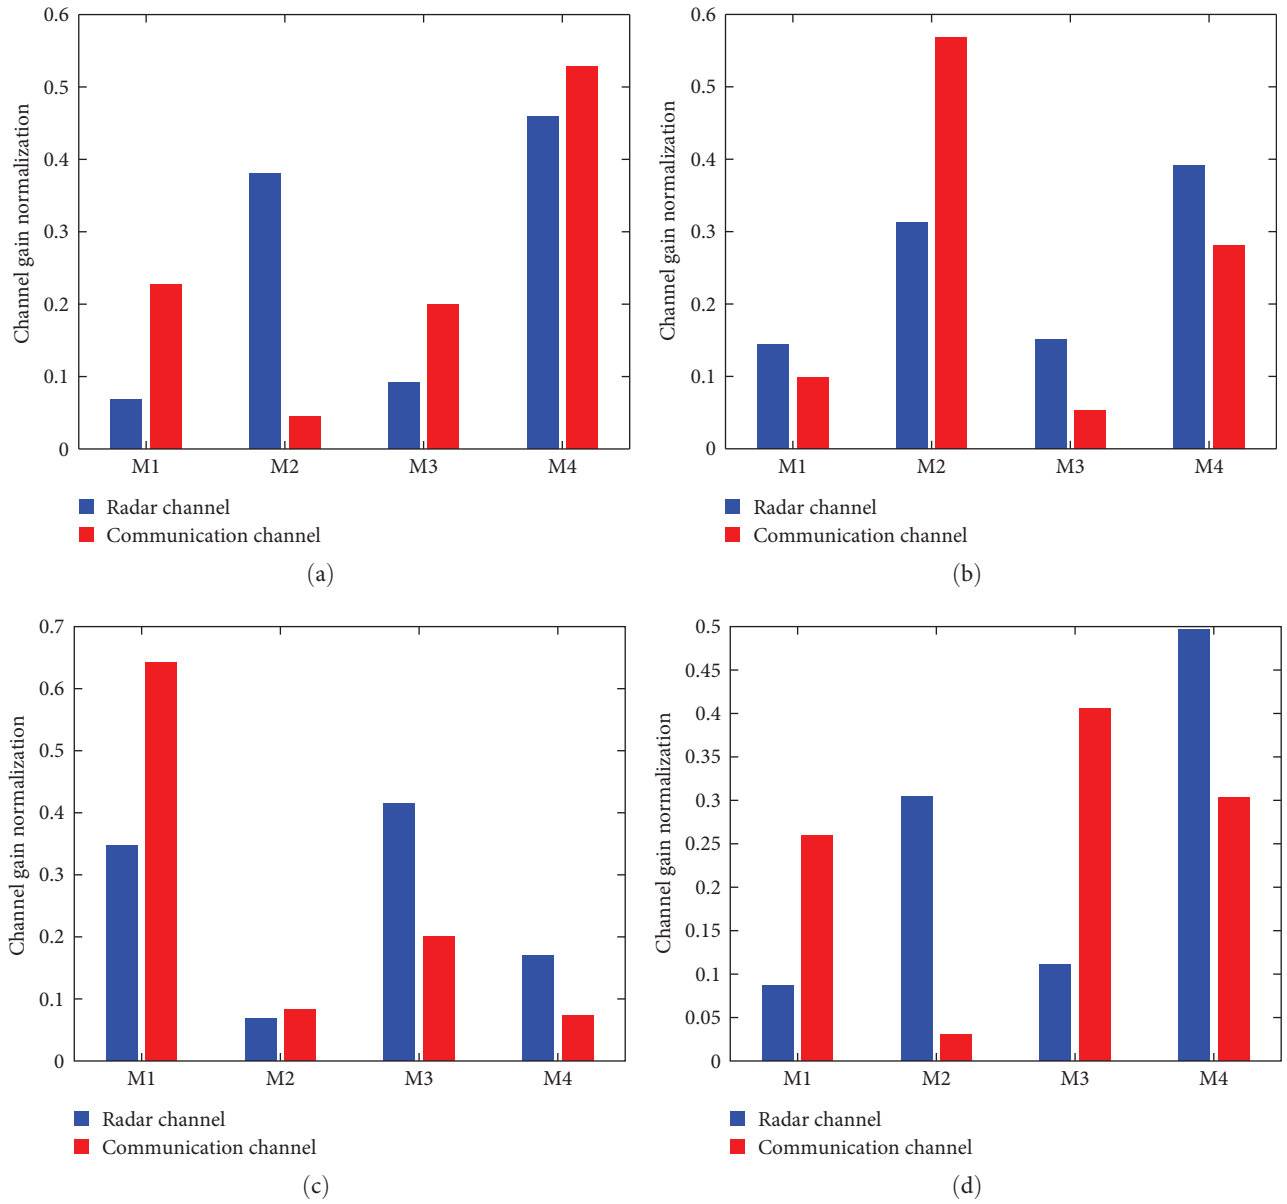 0.6
0.5
0.4
0.3
0.2
0.1
0
Channel gain normalization
M1 M2 M3 M4
Radar channel
Communication channel
(a)
0.6
0.5
0.4
0.3
0.2
0.1
0
Channel gain normalization
M1 M2 M3 M4
Radar channel
Communication channel
(b)
0.7
0.6
0.5
0.4
0.3
0.2
0.1
0
Channel gain normalization
M1 M2 M3 M4
Radar channel
Communication channel
(c)
0.5
0.45
0.4
0.35
0.3
0.25
0.2
0.15
0.1
0.05
0
Channel gain normalization
M1 M2 M3 M4
Radar channel
Communication channel
(d)